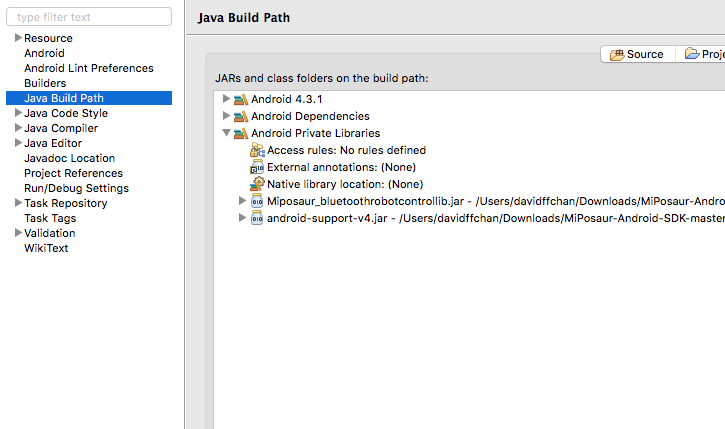 type filter text
Resource
Android
Android Lint Preferences
Builders
Java Build Path
Java Code Style
Java Compiler
Java Editor
Javadoc Location
Project References
Run/Debug Settings
Task Repository
Task Tags
Validation
WikiText
Java Build Path
Source
Proje
JARs and class folders on the build path:
Android 4.3.1
Android Dependencies
Android Private Libraries
Access rules: No rules defined
External annotations: (None)
Native library location: (None)
Miposaur_bluetoothrobotcontrollib.jar - /Users/davidffchan/Downloads/MiPosaur-Andro
android-support-v4.jar - /Users/davidffchan/Downloads/MiPosaur-Android-SDK-master